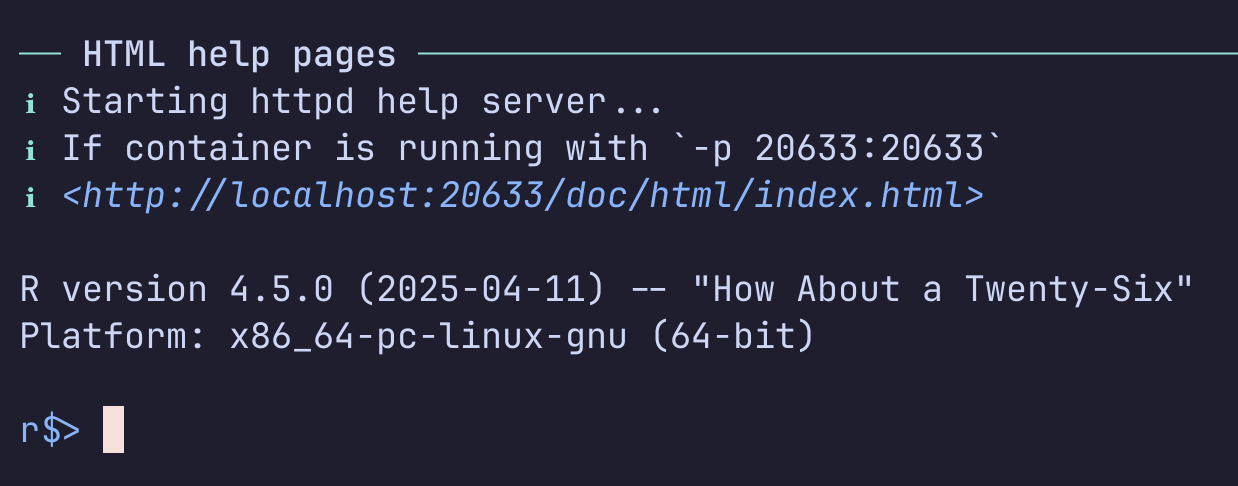 ── HTML help pages ──────────────────────────────
ℹ Starting httpd help server...
ℹ If container is running with `-p 20633:20633`
ℹ <http://localhost:20633/doc/html/index.html>
R version 4.5.0 (2025-04-11) -- "How About a Twenty-Six"
Platform: x86_64-pc-linux-gnu (64-bit)
r$>